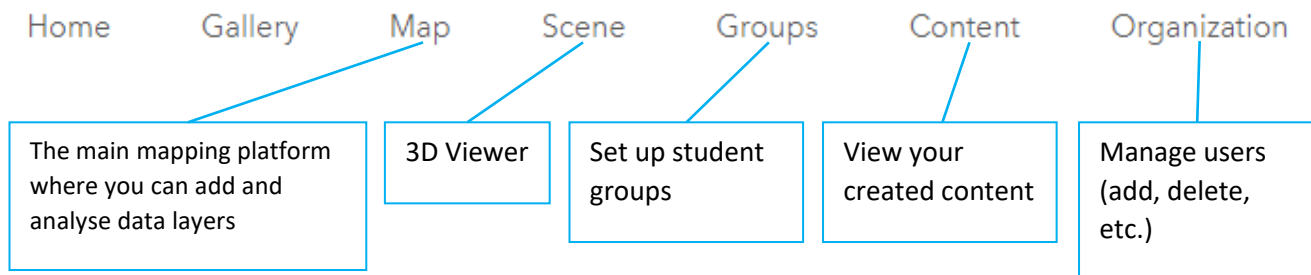 Home Gallery Map Scene Groups Content Organization
The main mapping platform
where you can add and
analyse data layers
3D Viewer
Set up student
groups
View your
created content
Manage users
(add, delete,
etc.)